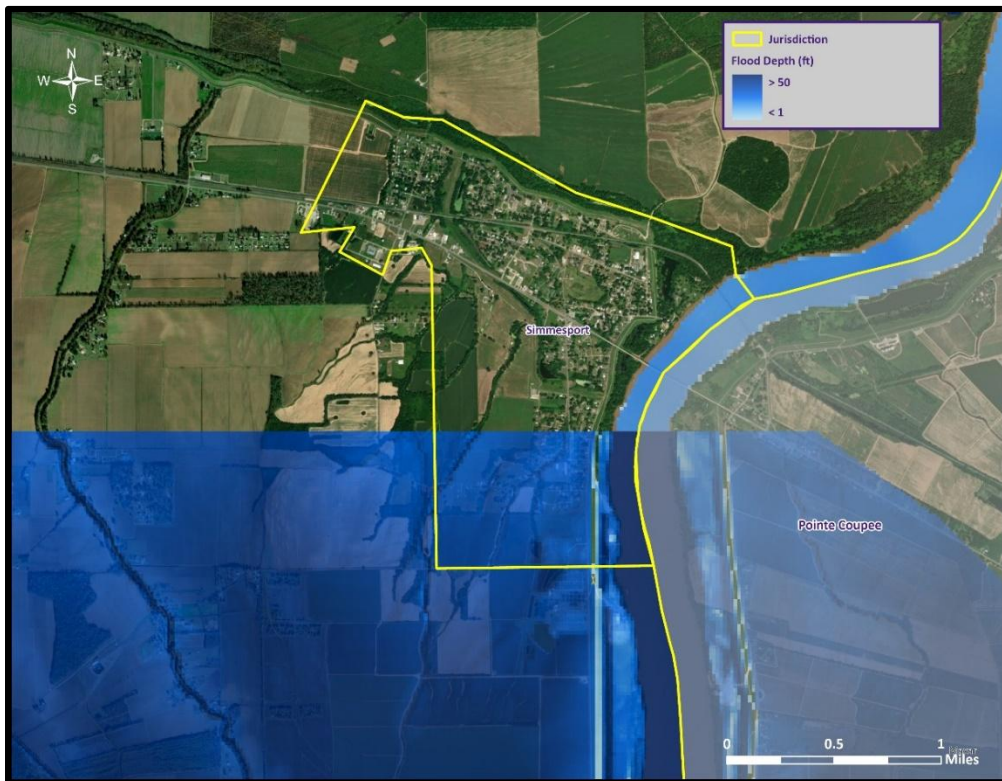 N
W E
S
Jurisdiction
Flood Depth (ft)
> 50
< 1
Simmesport
Pointe Coupee
0 0.5 1
Miles